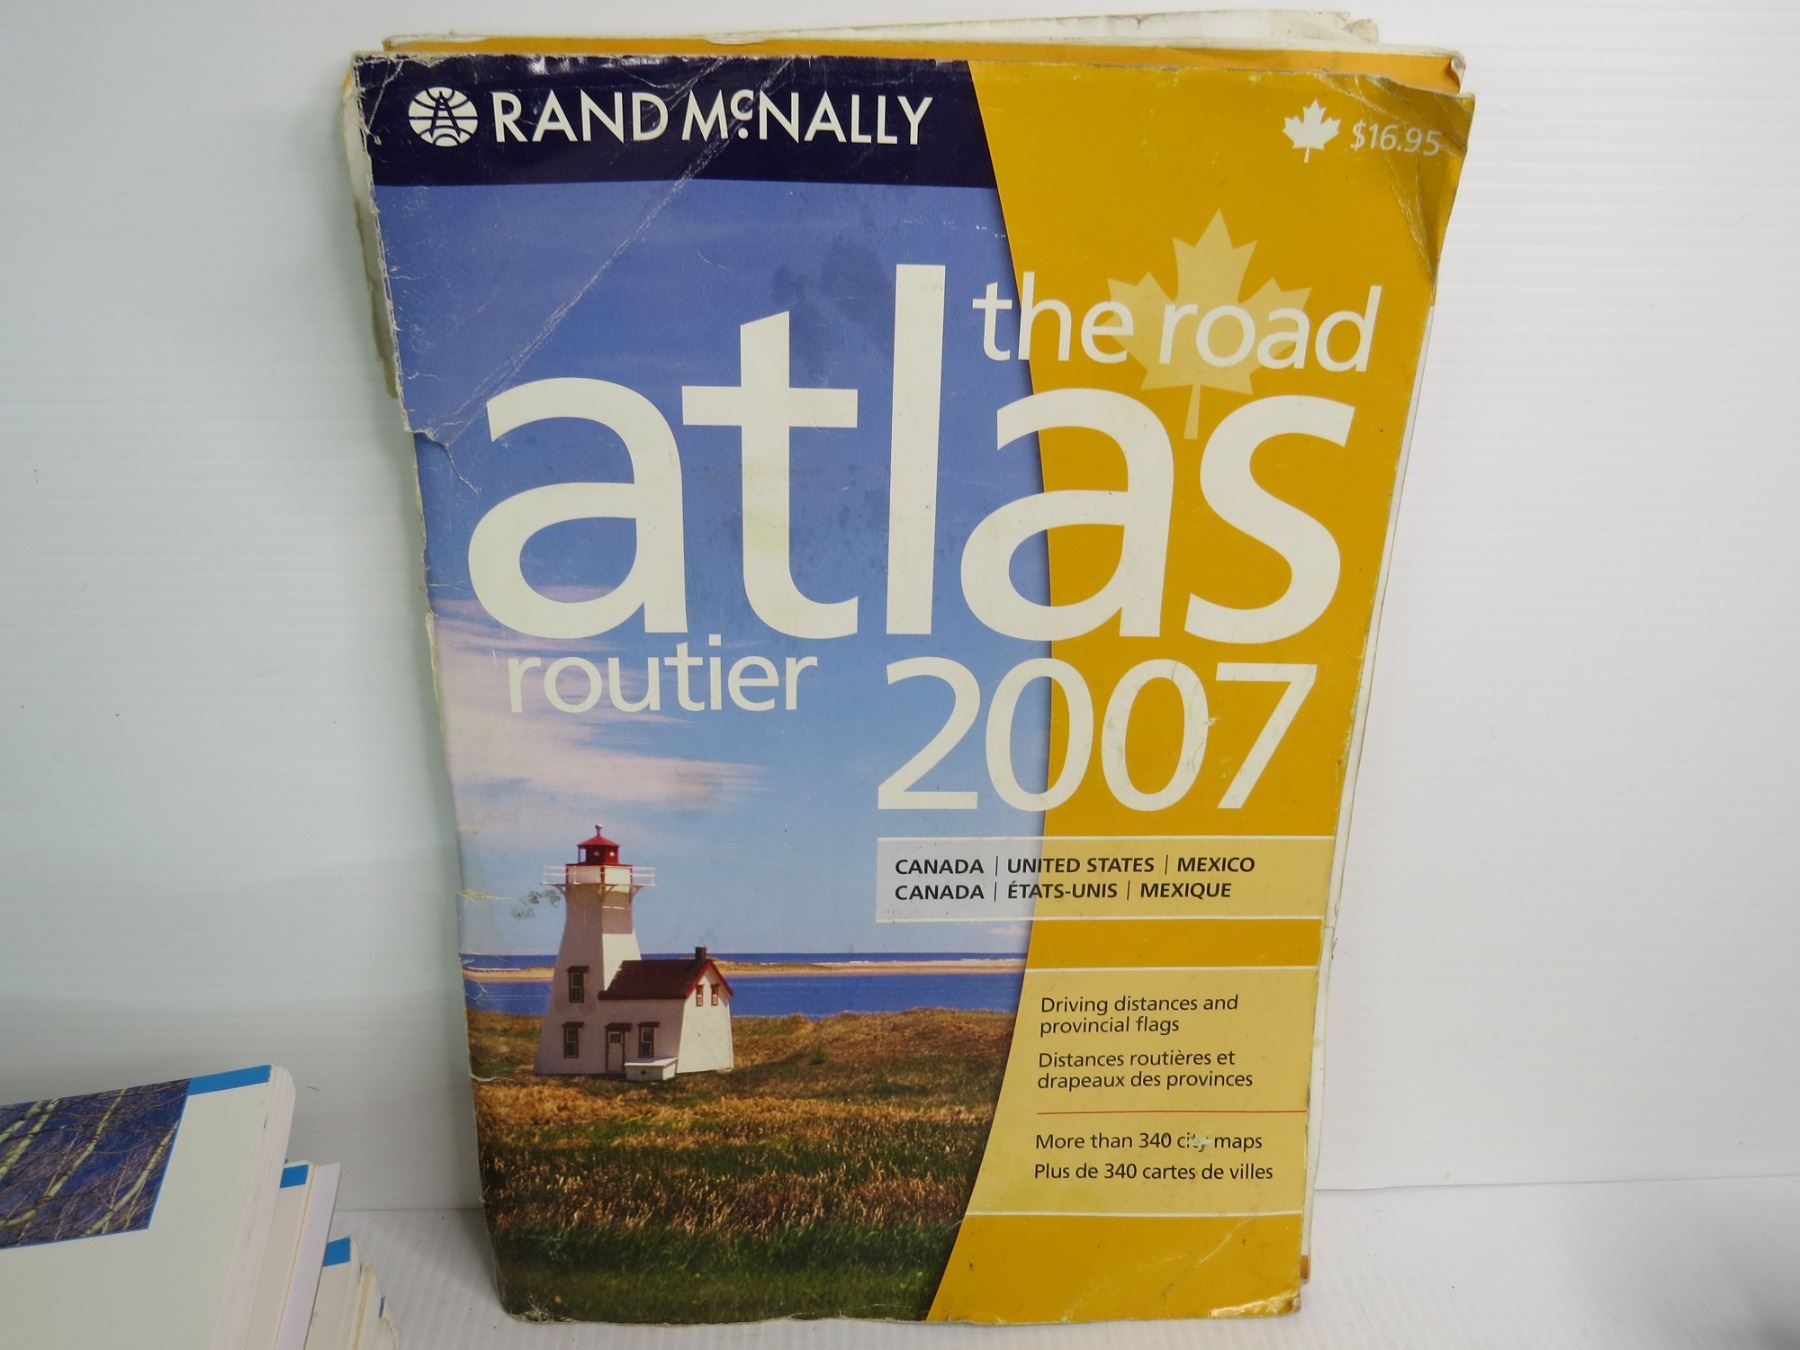 RAND McNALLY
$16.95
the road
atlas
routier
2007
CANADA | UNITED STATES | MEXICO
CANADA | ÉTATS-UNIS | MEXIQUE
Driving distances and
provincial flags
Distances routières et
drapeaux des provinces
More than 340 city maps
Plus de 340 cartes de villes